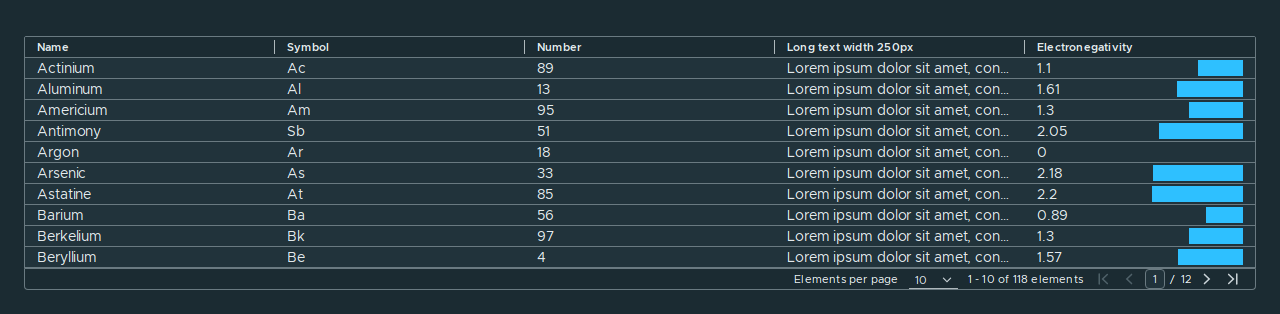 Name Symbol Number Long text width 250px Electronegativity
Actinium Ac 89 Lorem ipsum dolor sit amet, con... 1.1
Aluminum Al 13 Lorem ipsum dolor sit amet, con... 1.61
Americium Am 95 Lorem ipsum dolor sit amet, con... 1.3
Antimony Sb 51 Lorem ipsum dolor sit amet, con... 2.05
Argon Ar 18 Lorem ipsum dolor sit amet, con... 0
Arsenic As 33 Lorem ipsum dolor sit amet, con... 2.18
Astatine At 85 Lorem ipsum dolor sit amet, con... 2.2
Barium Ba 56 Lorem ipsum dolor sit amet, con... 0.89
Berkelium Bk 97 Lorem ipsum dolor sit amet, con... 1.3
Beryllium Be 4 Lorem ipsum dolor sit amet, con... 1.57
Elements per page 10 1 - 10 of 118 elements 1 / 12